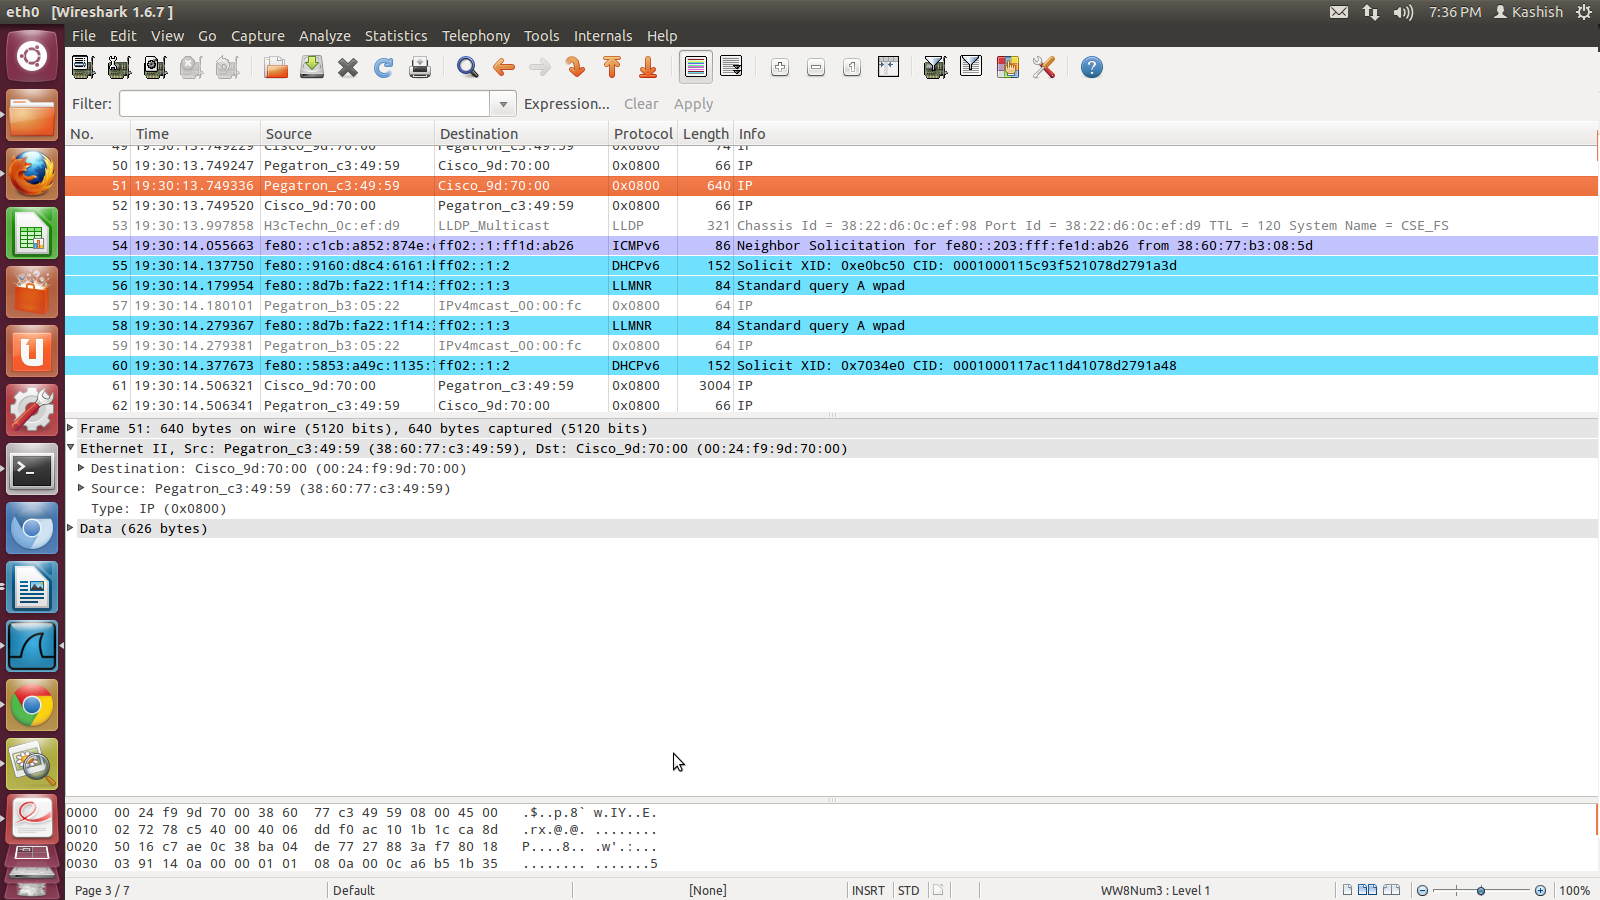 eth0 [Wireshark 1.6.7 ] 7:36 PM Kashish
File Edit View Go Capture Analyze Statistics Telephony Tools Internals Help
Filter: Expression... Clear Apply
No. Time Source Destination Protocol Length Info
49 19:30:13.749229 Cisco_9d:70:00 Pegatron_c3:49:59 0x0800 74 IP
50 19:30:13.749247 Pegatron_c3:49:59 Cisco_9d:70:00 0x0800 66 IP
51 19:30:13.749336 Pegatron_c3:49:59 Cisco_9d:70:00 0x0800 640 IP
52 19:30:13.749520 Cisco_9d:70:00 Pegatron_c3:49:59 0x0800 66 IP
53 19:30:13.997858 H3cTechn_0c:ef:d9 LLDP_Multicast LLDP 321 Chassis Id = 38:22:d6:0c:ef:98 Port Id = 38:22:d6:0c:ef:d9 TTL = 120 System Name = CSE_FS
54 19:30:14.055663 fe80::c1cb:a852:874e: ff02::1:ff1d:ab26 ICMPv6 86 Neighbor Solicitation for fe80::203:fff:fe1d:ab26 from 38:60:77:b3:08:5d
55 19:30:14.137750 fe80::9160:d8c4:6161: ff02::1:2 DHCPv6 152 Solicit XID: 0xe0bc50 CID: 0001000115c93f521078d2791a3d
56 19:30:14.179954 fe80::8d7b:fa22:1f14: ff02::1:3 LLMNR 84 Standard query A wpad
57 19:30:14.180101 Pegatron_b3:05:22 IPv4mcast_00:00:fc 0x0800 64 IP
58 19:30:14.279367 fe80::8d7b:fa22:1f14: ff02::1:3 LLMNR 84 Standard query A wpad
59 19:30:14.279381 Pegatron_b3:05:22 IPv4mcast_00:00:fc 0x0800 64 IP
60 19:30:14.377673 fe80::5853:a49c:1135: ff02::1:2 DHCPv6 152 Solicit XID: 0x7034e0 CID: 0001000117ac11d41078d2791a48
61 19:30:14.506321 Cisco_9d:70:00 Pegatron_c3:49:59 0x0800 3004 IP
62 19:30:14.506341 Pegatron_c3:49:59 Cisco_9d:70:00 0x0800 66 IP
Frame 51: 640 bytes on wire (5120 bits), 640 bytes captured (5120 bits)
Ethernet II, Src: Pegatron_c3:49:59 (38:60:77:c3:49:59), Dst: Cisco_9d:70:00 (00:24:f9:9d:70:00)
Destination: Cisco_9d:70:00 (00:24:f9:9d:70:00)
Source: Pegatron_c3:49:59 (38:60:77:c3:49:59)
Type: IP (0x0800)
Data (626 bytes)
0000 00 24 f9 9d 70 00 38 60 77 c3 49 59 08 00 45 00 .$..p.8` w.IY..E.
0010 02 72 78 c5 40 00 40 06 dd f0 ac 10 1b 1c ca 8d .rx.@.@. ........
0020 50 16 c7 ae 0c 38 ba 04 de 77 27 88 3a f7 80 18 P....8.. .w'.:...
0030 03 91 14 0a 00 00 01 01 08 0a 00 0c a6 b5 1b 35 ........ .......5
Page 3 / 7 Default [None] INSRT STD WW8Num3 : Level 1 100%